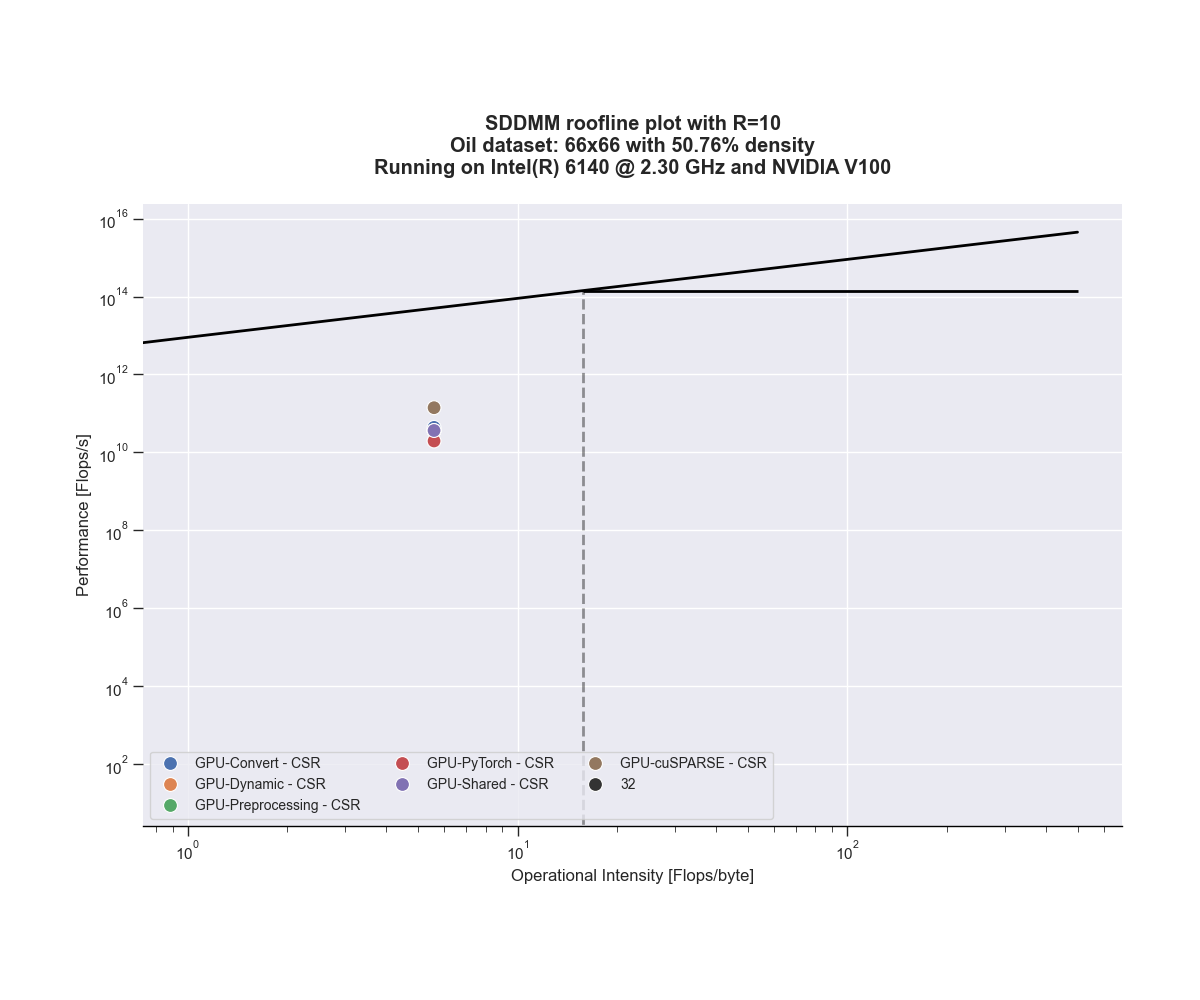 SDDMM roofline plot with R=10
Oil dataset: 66x66 with 50.76% density
Running on Intel(R) 6140 @ 2.30 GHz and NVIDIA V100
Performance [Flops/s]
10^16
10^14
10^12
10^10
10^8
10^6
10^4
10^2
GPU-Convert - CSR
GPU-Dynamic - CSR
GPU-Preprocessing - CSR
GPU-PyTorch - CSR
GPU-Shared - CSR
GPU-cuSPARSE - CSR
32
10^0
10^1
10^2
Operational Intensity [Flops/byte]